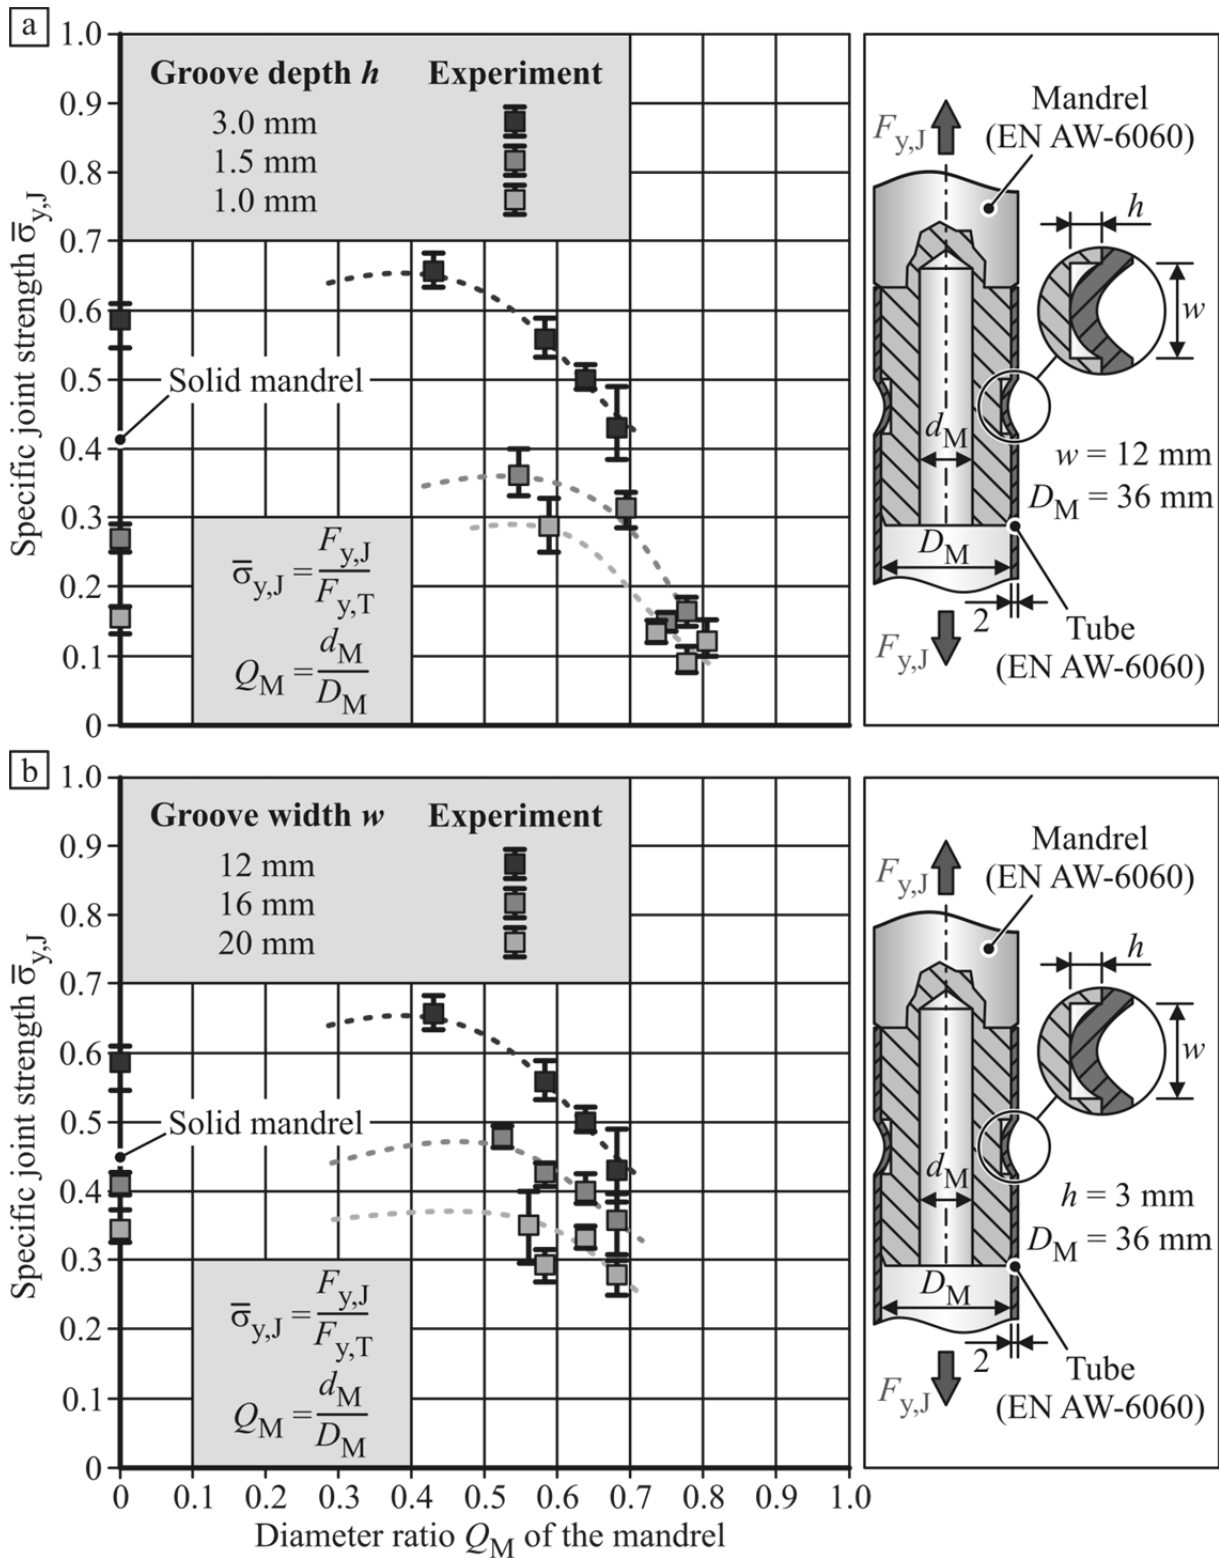 a
Specific joint strength σ̅y,J
1.0
0.9
0.8
0.7
0.6
0.5
0.4
0.3
0.2
0.1
0
Groove depth h Experiment
3.0 mm
1.5 mm
1.0 mm
Solid mandrel
σ̅y,J = Fy,J / Fy,T
QM = dM / DM
Mandrel
(EN AW-6060)
Fy,J
h
w
dM
w = 12 mm
DM = 36 mm
DM
2
Tube
(EN AW-6060)
Fy,J
b
Specific joint strength σ̅y,J
1.0
0.9
0.8
0.7
0.6
0.5
0.4
0.3
0.2
0.1
0
Groove width w Experiment
12 mm
16 mm
20 mm
Solid mandrel
σ̅y,J = Fy,J / Fy,T
QM = dM / DM
0 0.1 0.2 0.3 0.4 0.5 0.6 0.7 0.8 0.9 1.0
Diameter ratio QM of the mandrel
Mandrel
(EN AW-6060)
Fy,J
h
w
dM
h = 3 mm
DM = 36 mm
DM
2
Tube
(EN AW-6060)
Fy,J